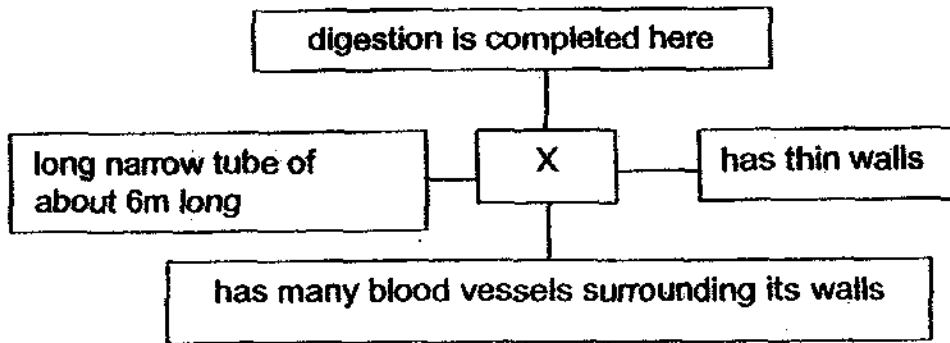 digestion is completed here
long narrow tube of
about 6m long
X
has thin walls
has many blood vessels surrounding its walls